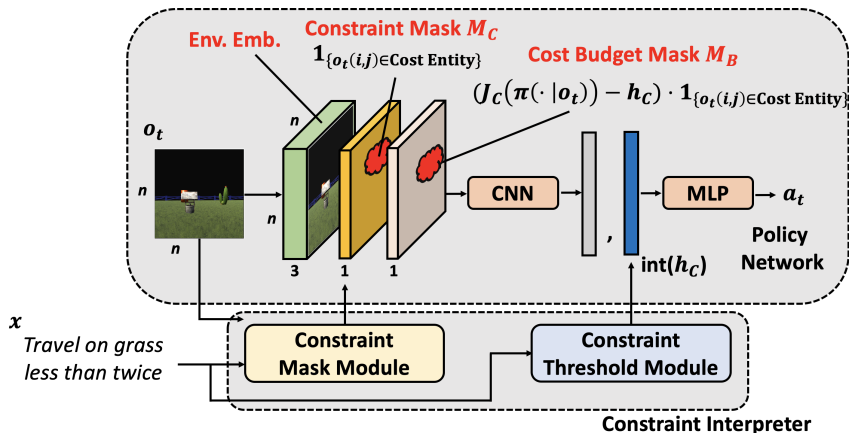 Env. Emb.
Constraint Mask M_C
1_{o_t(i,j)∈Cost Entity}
Cost Budget Mask M_B
(J_C(π(· |o_t)) − h_C) · 1_{o_t(i,j)∈Cost Entity}
o_t
n
n
n
n
3
1
1
CNN
,
MLP
a_t
int(h_C)
Policy
Network
x
Travel on grass
less than twice
Constraint
Mask Module
Constraint
Threshold Module
Constraint Interpreter